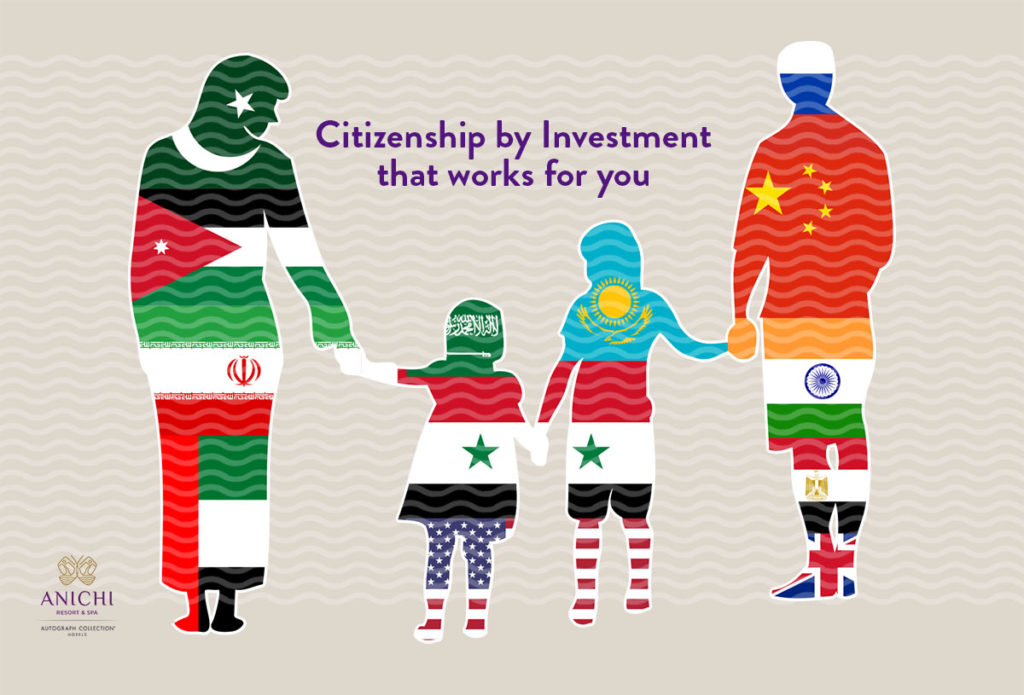 Citizenship by Investment
that works for you
ANICHI
RESORT & SPA
AUTOGRAPH COLLECTION®
HOTELS